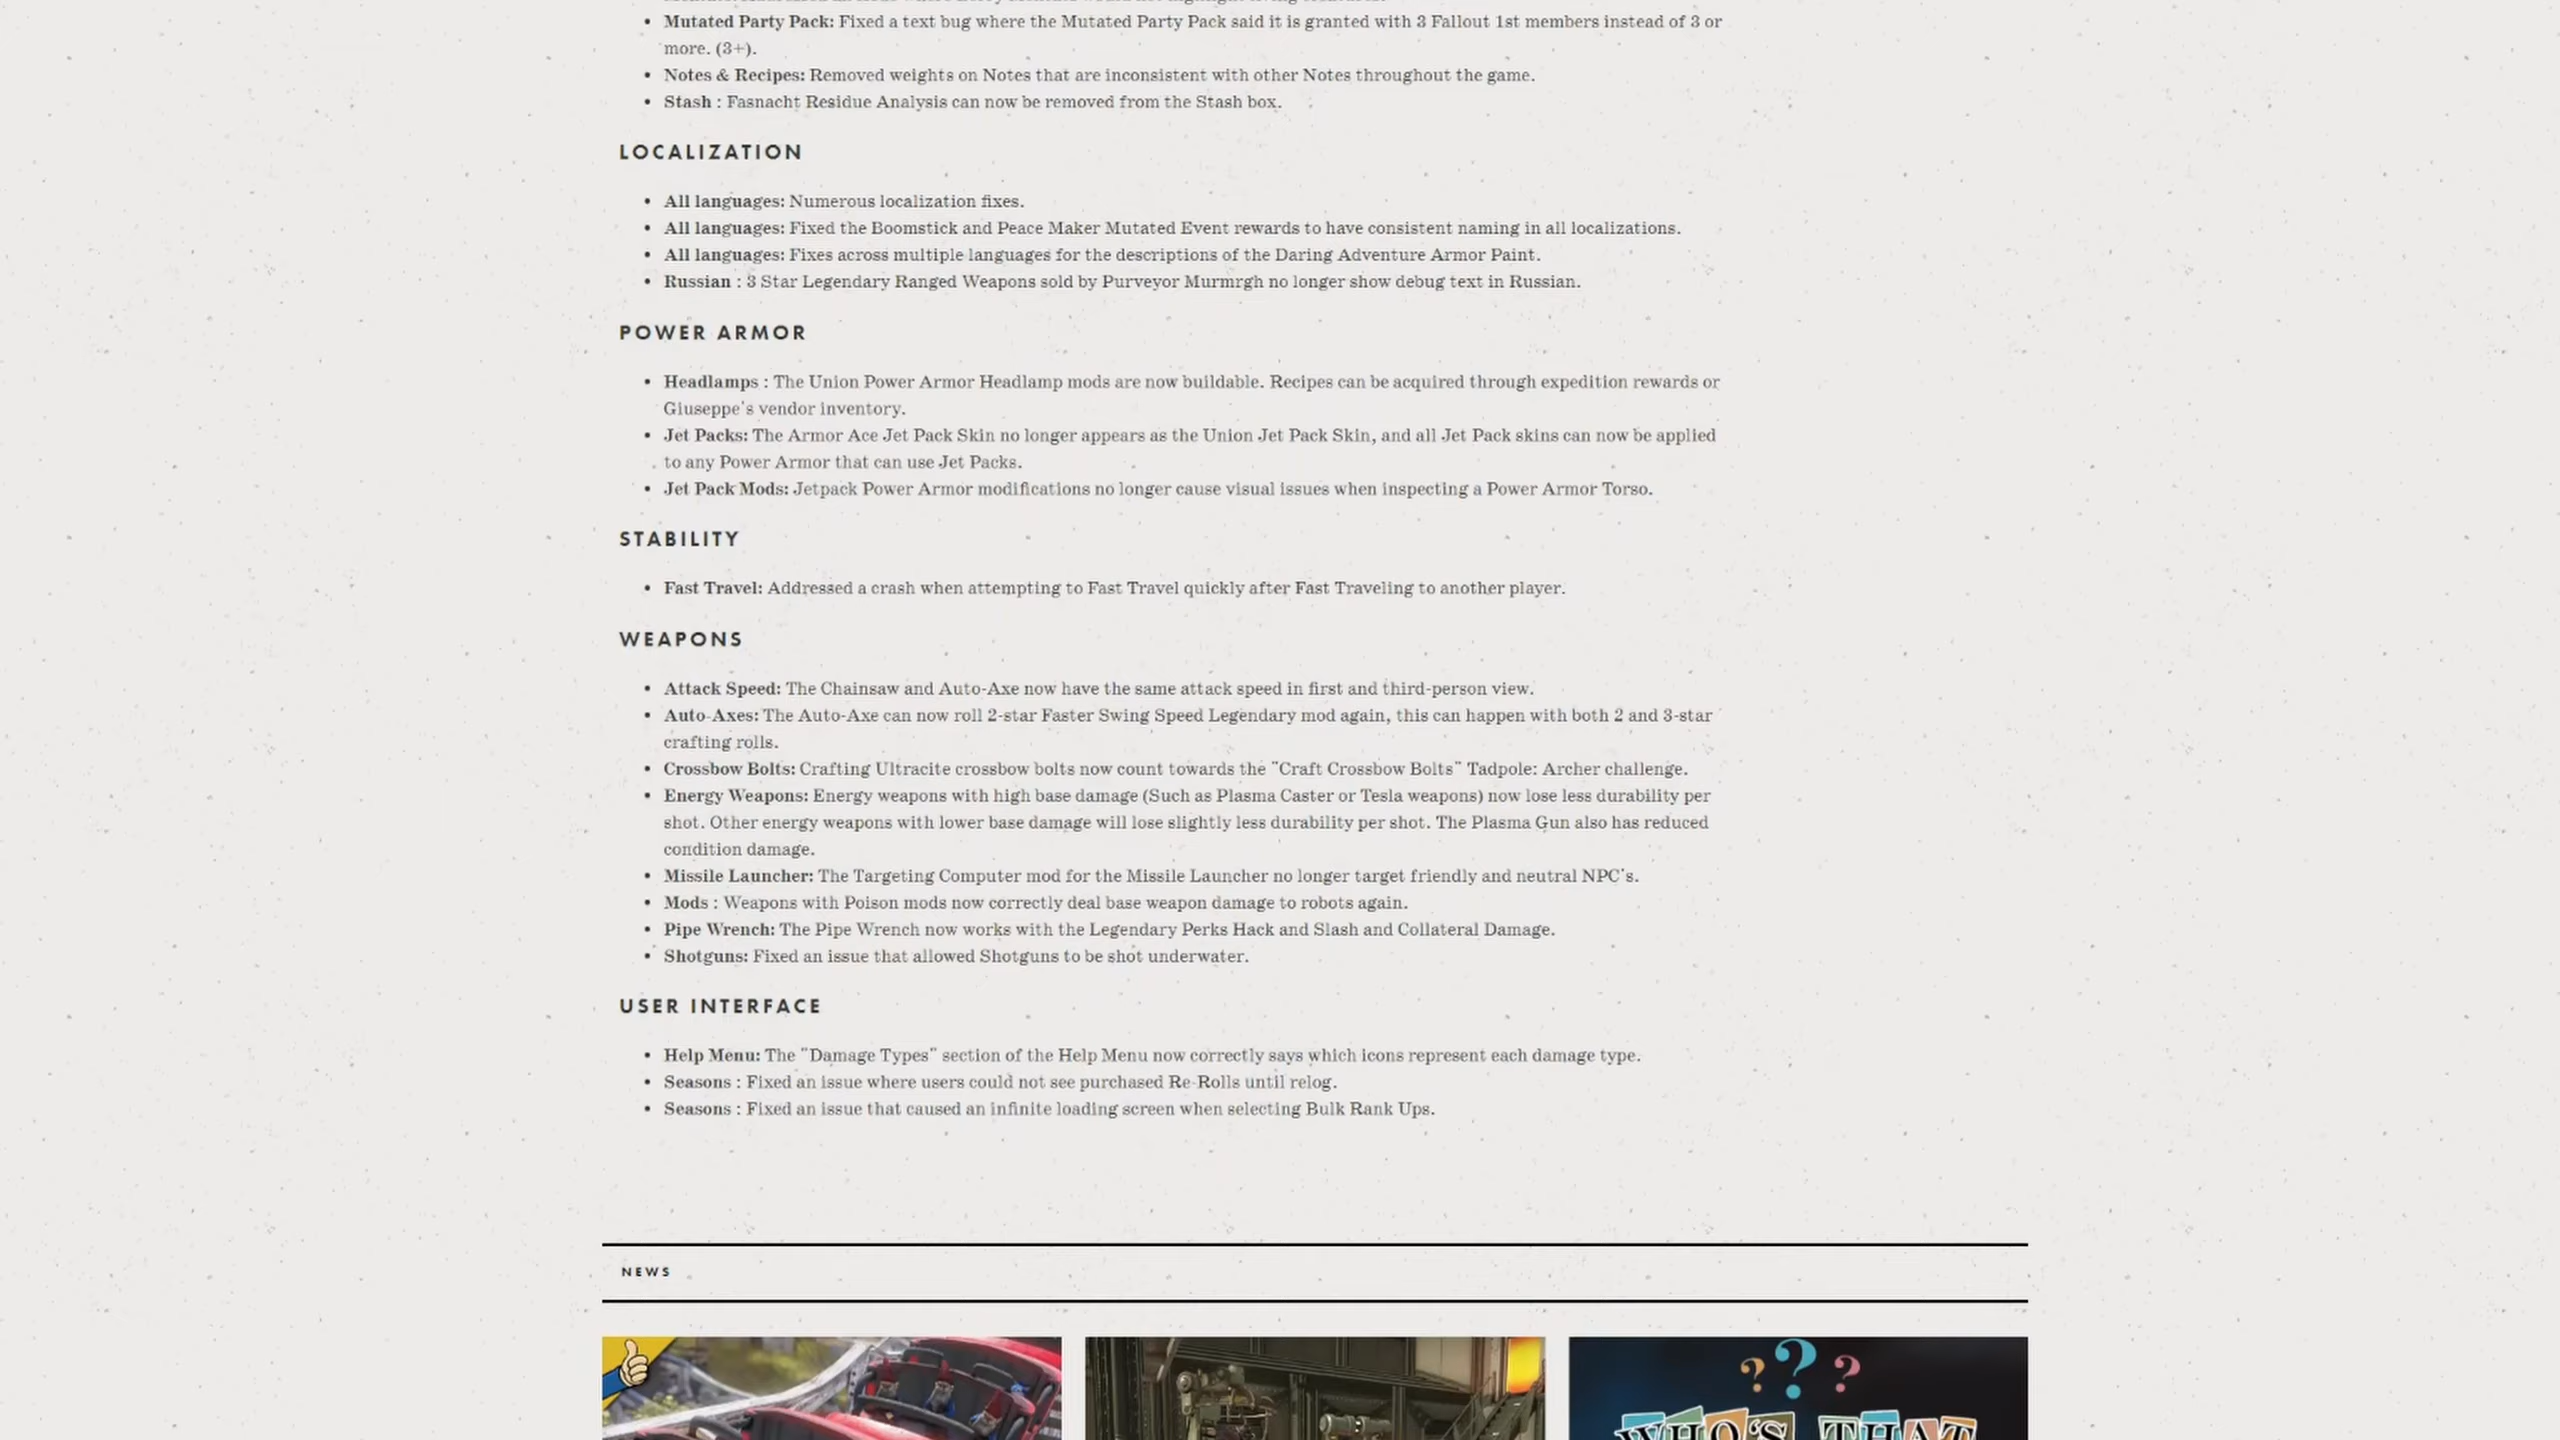 • Mutated Party Pack: Fixed a text bug where the Mutated Party Pack said it is granted with 3 Fallout 1st members instead of 3 or
more. (3+).
• Notes & Recipes: Removed weights on Notes that are inconsistent with other Notes throughout the game.
• Stash : Fasnacht Residue Analysis can now be removed from the Stash box.
LOCALIZATION
• All languages: Numerous localization fixes.
• All languages: Fixed the Boomstick and Peace Maker Mutated Event rewards to have consistent naming in all localizations.
• All languages: Fixes across multiple languages for the descriptions of the Daring Adventure Armor Paint.
• Russian : 3 Star Legendary Ranged Weapons sold by Purveyor Murmrgh no longer show debug text in Russian.
POWER ARMOR
• Headlamps : The Union Power Armor Headlamp mods are now buildable. Recipes can be acquired through expedition rewards or
Giuseppe's vendor inventory.
• Jet Packs: The Armor Ace Jet Pack Skin no longer appears as the Union Jet Pack Skin, and all Jet Pack skins can now be applied
to any Power Armor that can use Jet Packs.
• Jet Pack Mods: Jetpack Power Armor modifications no longer cause visual issues when inspecting a Power Armor Torso.
STABILITY
• Fast Travel: Addressed a crash when attempting to Fast Travel quickly after Fast Traveling to another player.
WEAPONS
• Attack Speed: The Chainsaw and Auto-Axe now have the same attack speed in first and third-person view.
• Auto-Axes: The Auto-Axe can now roll 2-star Faster Swing Speed Legendary mod again, this can happen with both 2 and 3-star
crafting rolls.
• Crossbow Bolts: Crafting Ultracite crossbow bolts now count towards the "Craft Crossbow Bolts" Tadpole: Archer challenge.
• Energy Weapons: Energy weapons with high base damage (Such as Plasma Caster or Tesla weapons) now lose less durability per
shot. Other energy weapons with lower base damage will lose slightly less durability per shot. The Plasma Gun also has reduced
condition damage.
• Missile Launcher: The Targeting Computer mod for the Missile Launcher no longer target friendly and neutral NPC's.
• Mods : Weapons with Poison mods now correctly deal base weapon damage to robots again.
• Pipe Wrench: The Pipe Wrench now works with the Legendary Perks Hack and Slash and Collateral Damage.
• Shotguns: Fixed an issue that allowed Shotguns to be shot underwater.
USER INTERFACE
• Help Menu: The "Damage Types" section of the Help Menu now correctly says which icons represent each damage type.
• Seasons : Fixed an issue where users could not see purchased Re-Rolls until relog.
• Seasons : Fixed an issue that caused an infinite loading screen when selecting Bulk Rank Ups.
NEWS
? ? ?
WHO'S THAT